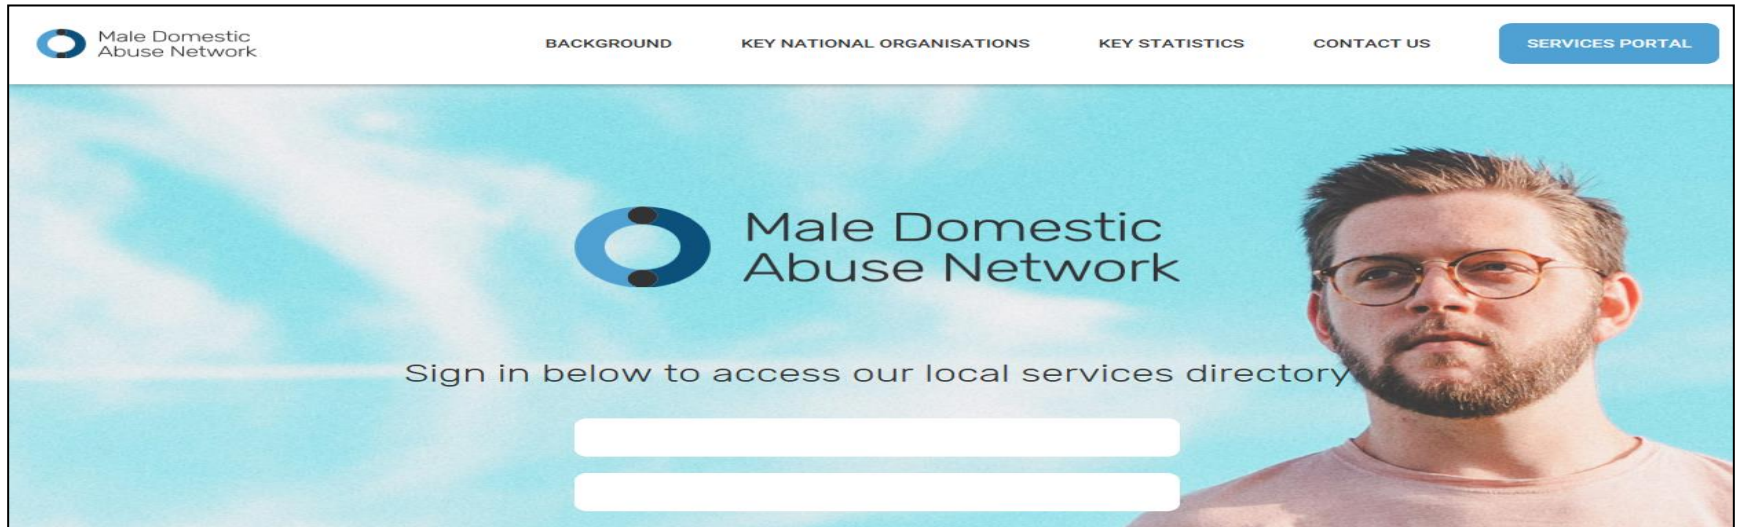 Male Domestic
Abuse Network
BACKGROUND
KEY NATIONAL ORGANISATIONS
KEY STATISTICS
CONTACT US
SERVICES PORTAL
Male Domestic
Abuse Network
Sign in below to access our local services directory